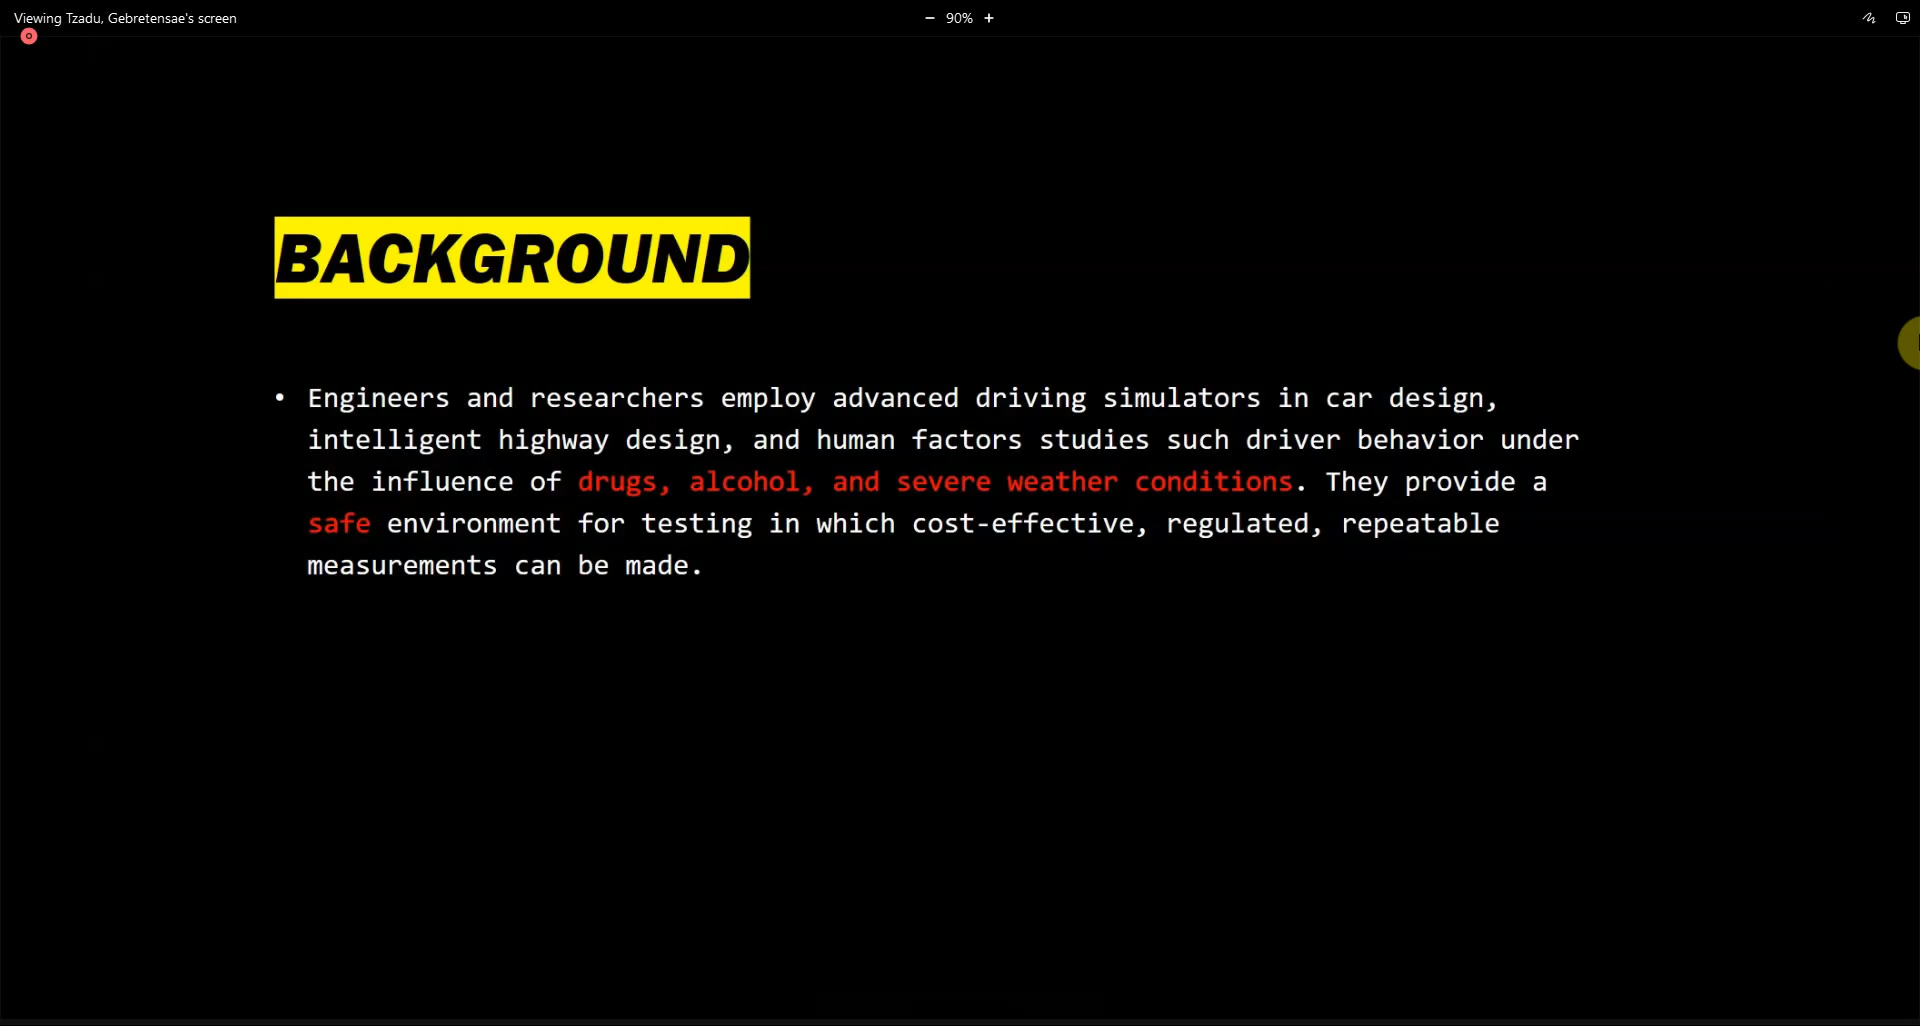 Viewing Tzadu, Gebretensae's screen
− 90% +
BACKGROUND
• Engineers and researchers employ advanced driving simulators in car design,
intelligent highway design, and human factors studies such driver behavior under
the influence of drugs, alcohol, and severe weather conditions. They provide a
safe environment for testing in which cost-effective, regulated, repeatable
measurements can be made.